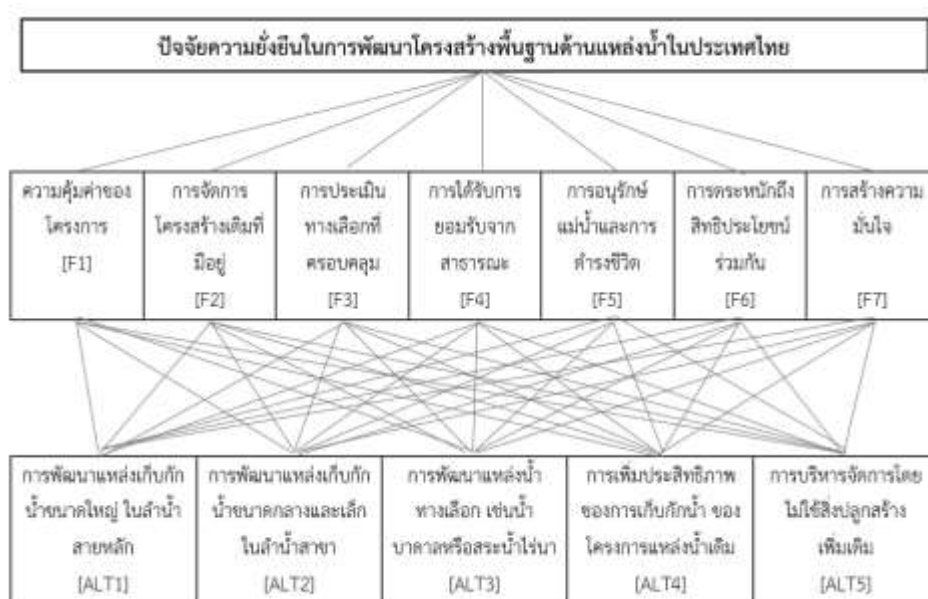 ปัจจัยความยั่งยืนในการพัฒนาโครงสร้างพื้นฐานด้านแหล่งน้ำในประเทศไทย
ความคุ้มค่าของ
โครงการ
[F1]
การจัดการ
โครงสร้างเดิมที่
มีอยู่
[F2]
การประเมิน
ทางเลือกที่
ครอบคลุม
[F3]
การได้รับการ
ยอมรับจาก
สาธารณะ
[F4]
การอนุรักษ์
แม่น้ำและการ
ดำรงชีวิต
[F5]
การตระหนักถึง
สิทธิประโยชน์
ร่วมกัน
[F6]
การสร้างความ
มั่นใจ
[F7]
การพัฒนาแหล่งเก็บกัก
น้ำขนาดใหญ่ ในลำน้ำ
สายหลัก
[ALT1]
การพัฒนาแหล่งเก็บกัก
น้ำขนาดกลางและเล็ก
ในลำน้ำสาขา
[ALT2]
การพัฒนาแหล่งน้ำ
ทางเลือก เช่นน้ำ
บาดาลหรือสระน้ำไร่นา
[ALT3]
การเพิ่มประสิทธิภาพ
ของการเก็บกักน้ำ ของ
โครงการแหล่งน้ำเดิม
[ALT4]
การบริหารจัดการโดย
ไม่ใช้สิ่งปลูกสร้าง
เพิ่มเติม
[ALT5]